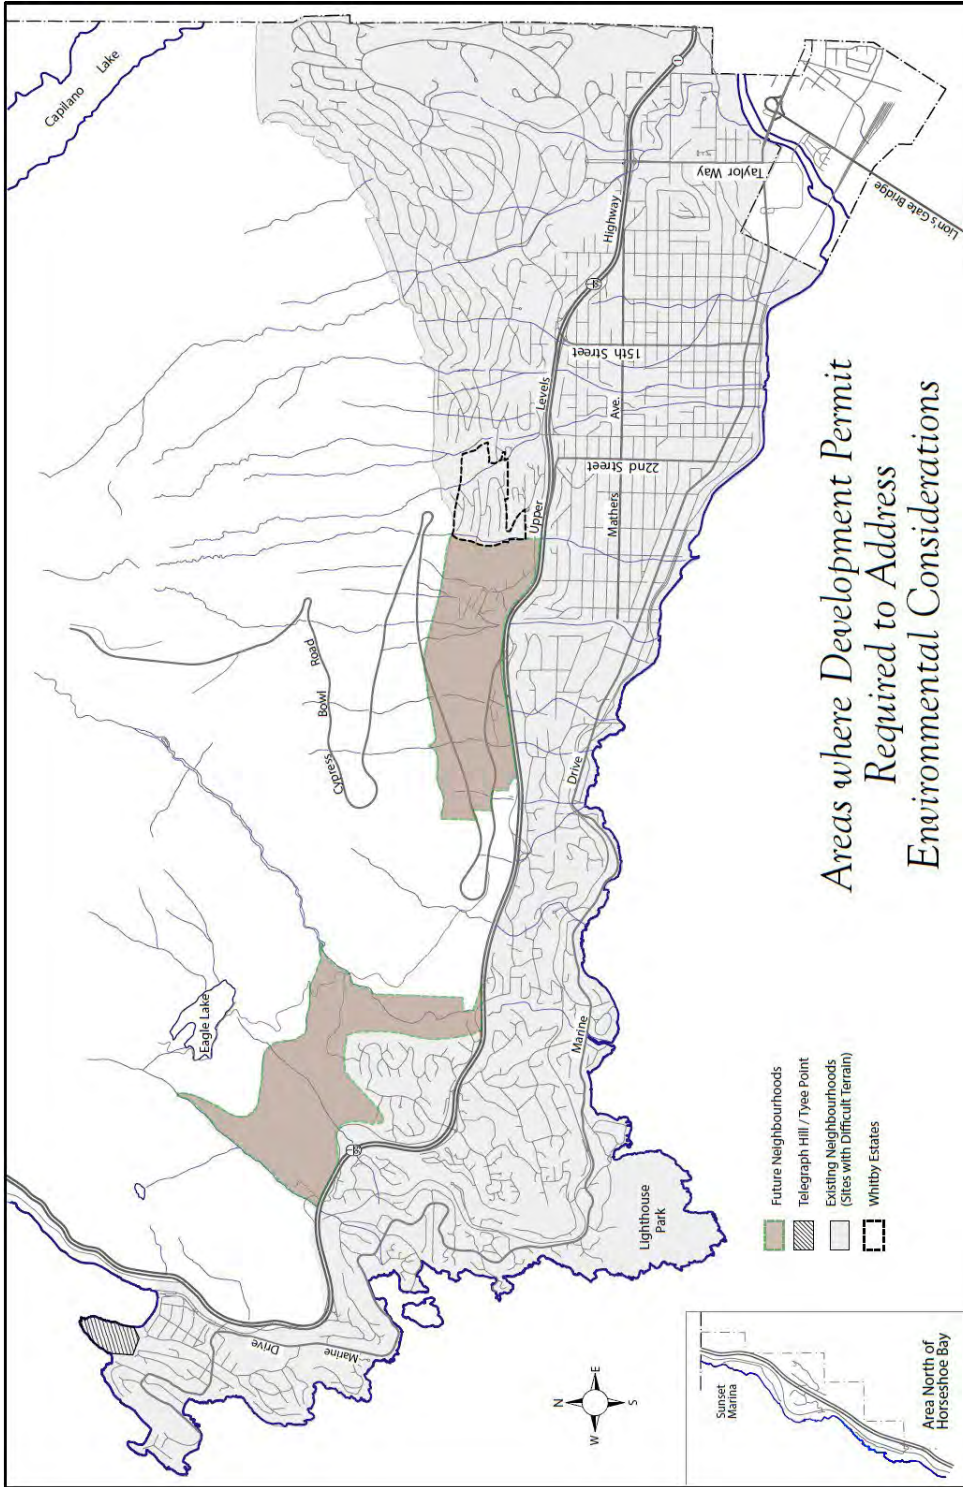 Capilano Lake
Eagle Lake
Cypress Bowl Road
Upper Levels Highway
1
Taylor Way
Lion's Gate Bridge
15th Street
22nd Street
Mathers Ave.
Marine Drive
Marine Drive
Lighthouse
Park
Areas where Development Permit
Required to Address
Environmental Considerations
Future Neighbourhoods
Telegraph Hill / Tyee Point
Existing Neighbourhoods
(Sites with Difficult Terrain)
Whitby Estates
N
W
E
S
Sunset
Marina
Area North of
Horseshoe Bay